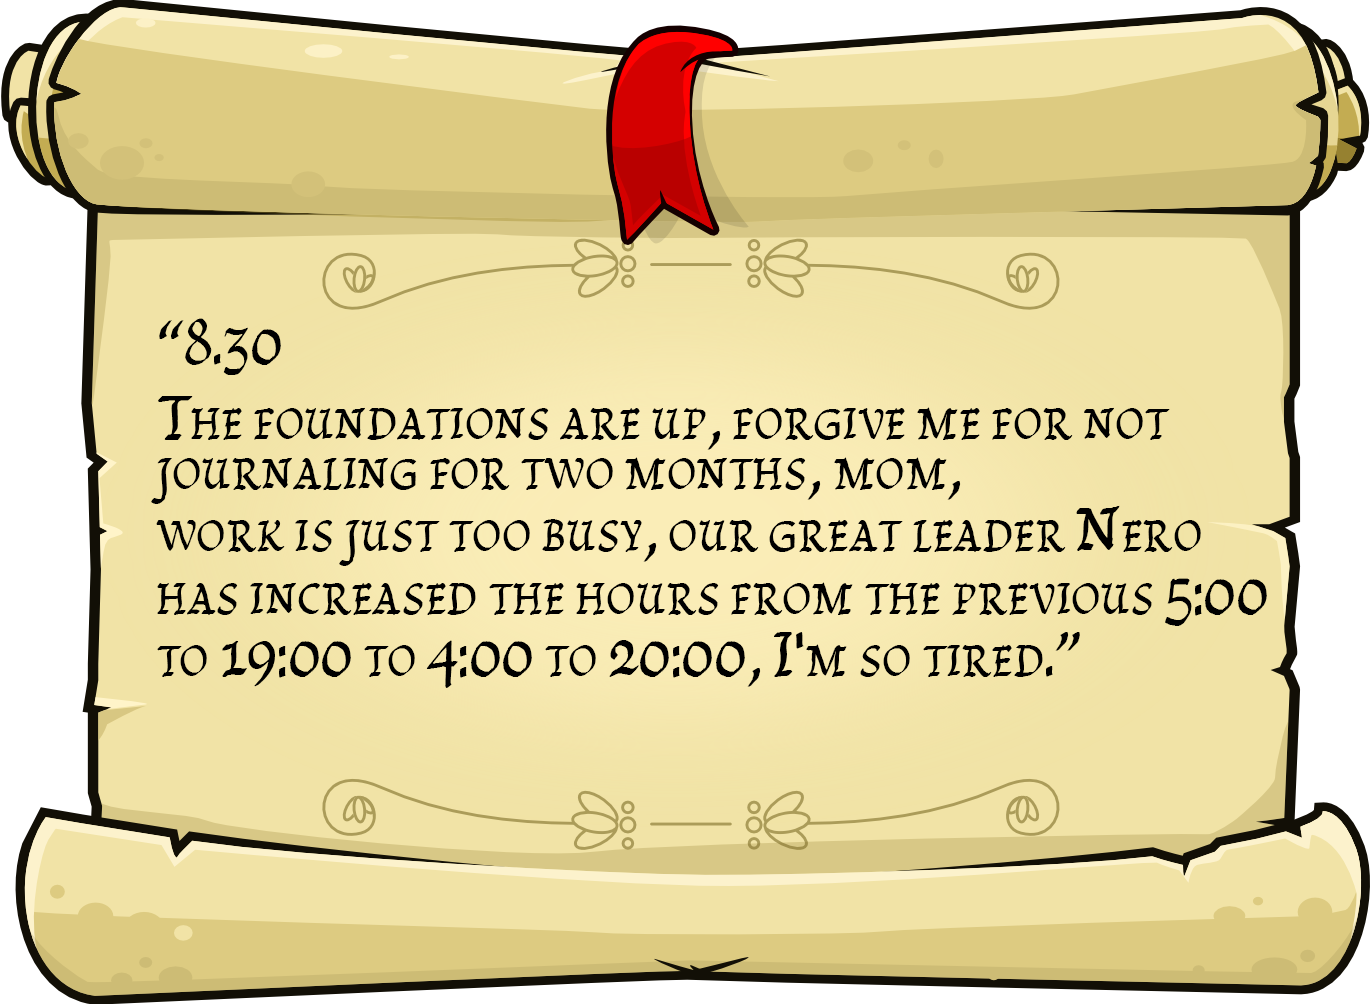 “8.30
The foundations are up, forgive me for not
journaling for two months, mom,
work is just too busy, our great leader Nero
has increased the hours from the previous 5:00
to 19:00 to 4:00 to 20:00, I'm so tired.”